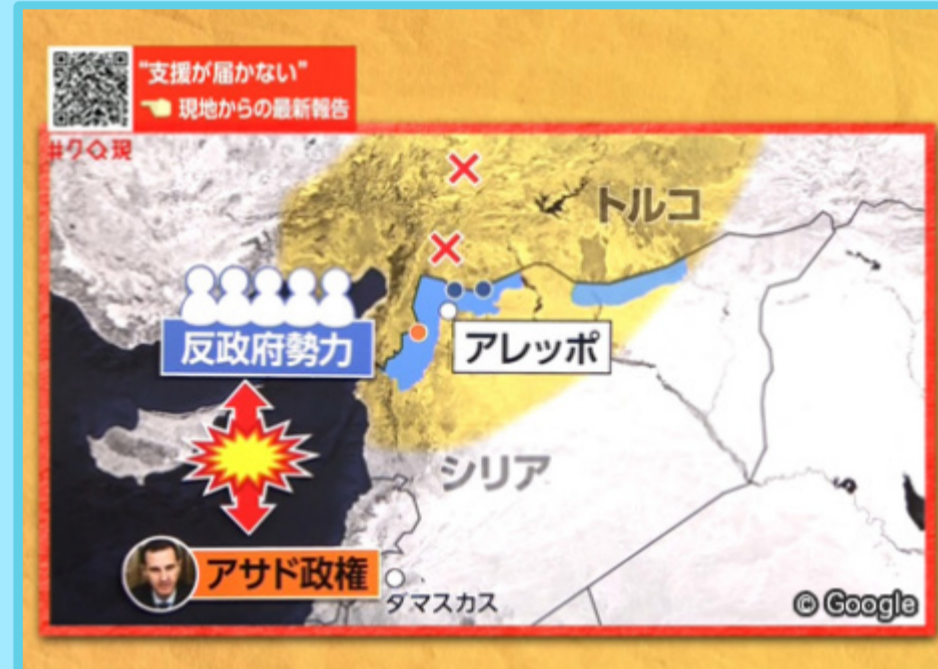 "支援が届かない"
現地からの最新報告
#クロ現
トルコ
反政府勢力
アレッポ
シリア
アサド政権
ダマスカス
© Google